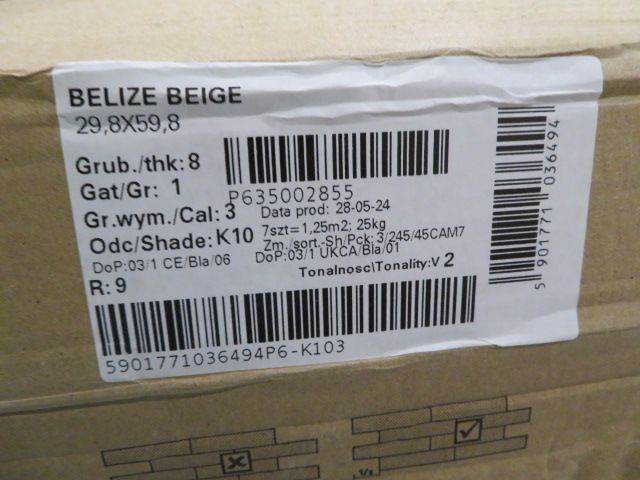 BELIZE BEIGE
29,8X59,8
Grub./thk: 8
Gat/Gr: 1
P635002855
Gr.wym./Cal: 3
Data prod: 28-05-24
Odc/Shade: K10
7szt=1,25m2; 25kg
Zm./sort.-Sh/Pck: 3/245/45CAM7
DoP:03/1 CE/Bla/06
DoP:03/1 UKCA/Bla/01
R: 9
Tonalnosc\Tonality:V 2
5901771036494P6-K103
5 901771 036494